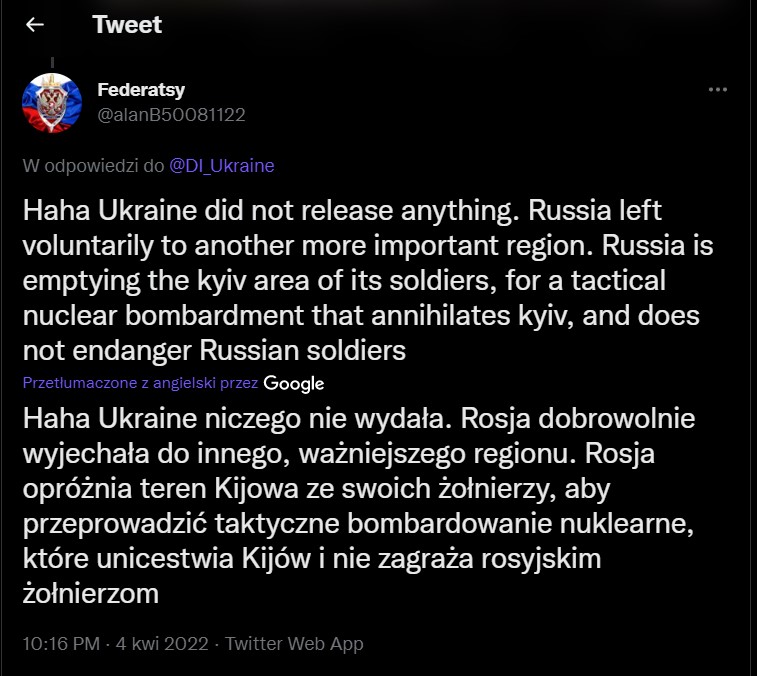 Tweet
Federatsy
@alanB50081122
W odpowiedzi do @DI_Ukraine
Haha Ukraine did not release anything. Russia left
voluntarily to another more important region. Russia is
emptying the kyiv area of its soldiers, for a tactical
nuclear bombardment that annihilates kyiv, and does
not endanger Russian soldiers
Przetłumaczone z angielski przez Google
Haha Ukraine niczego nie wydała. Rosja dobrowolnie
wyjechała do innego, ważniejszego regionu. Rosja
opróżnia teren Kijowa ze swoich żołnierzy, aby
przeprowadzić taktyczne bombardowanie nuklearne,
które unicestwia Kijów i nie zagraża rosyjskim
żołnierzom
10:16 PM · 4 kwi 2022 · Twitter Web App